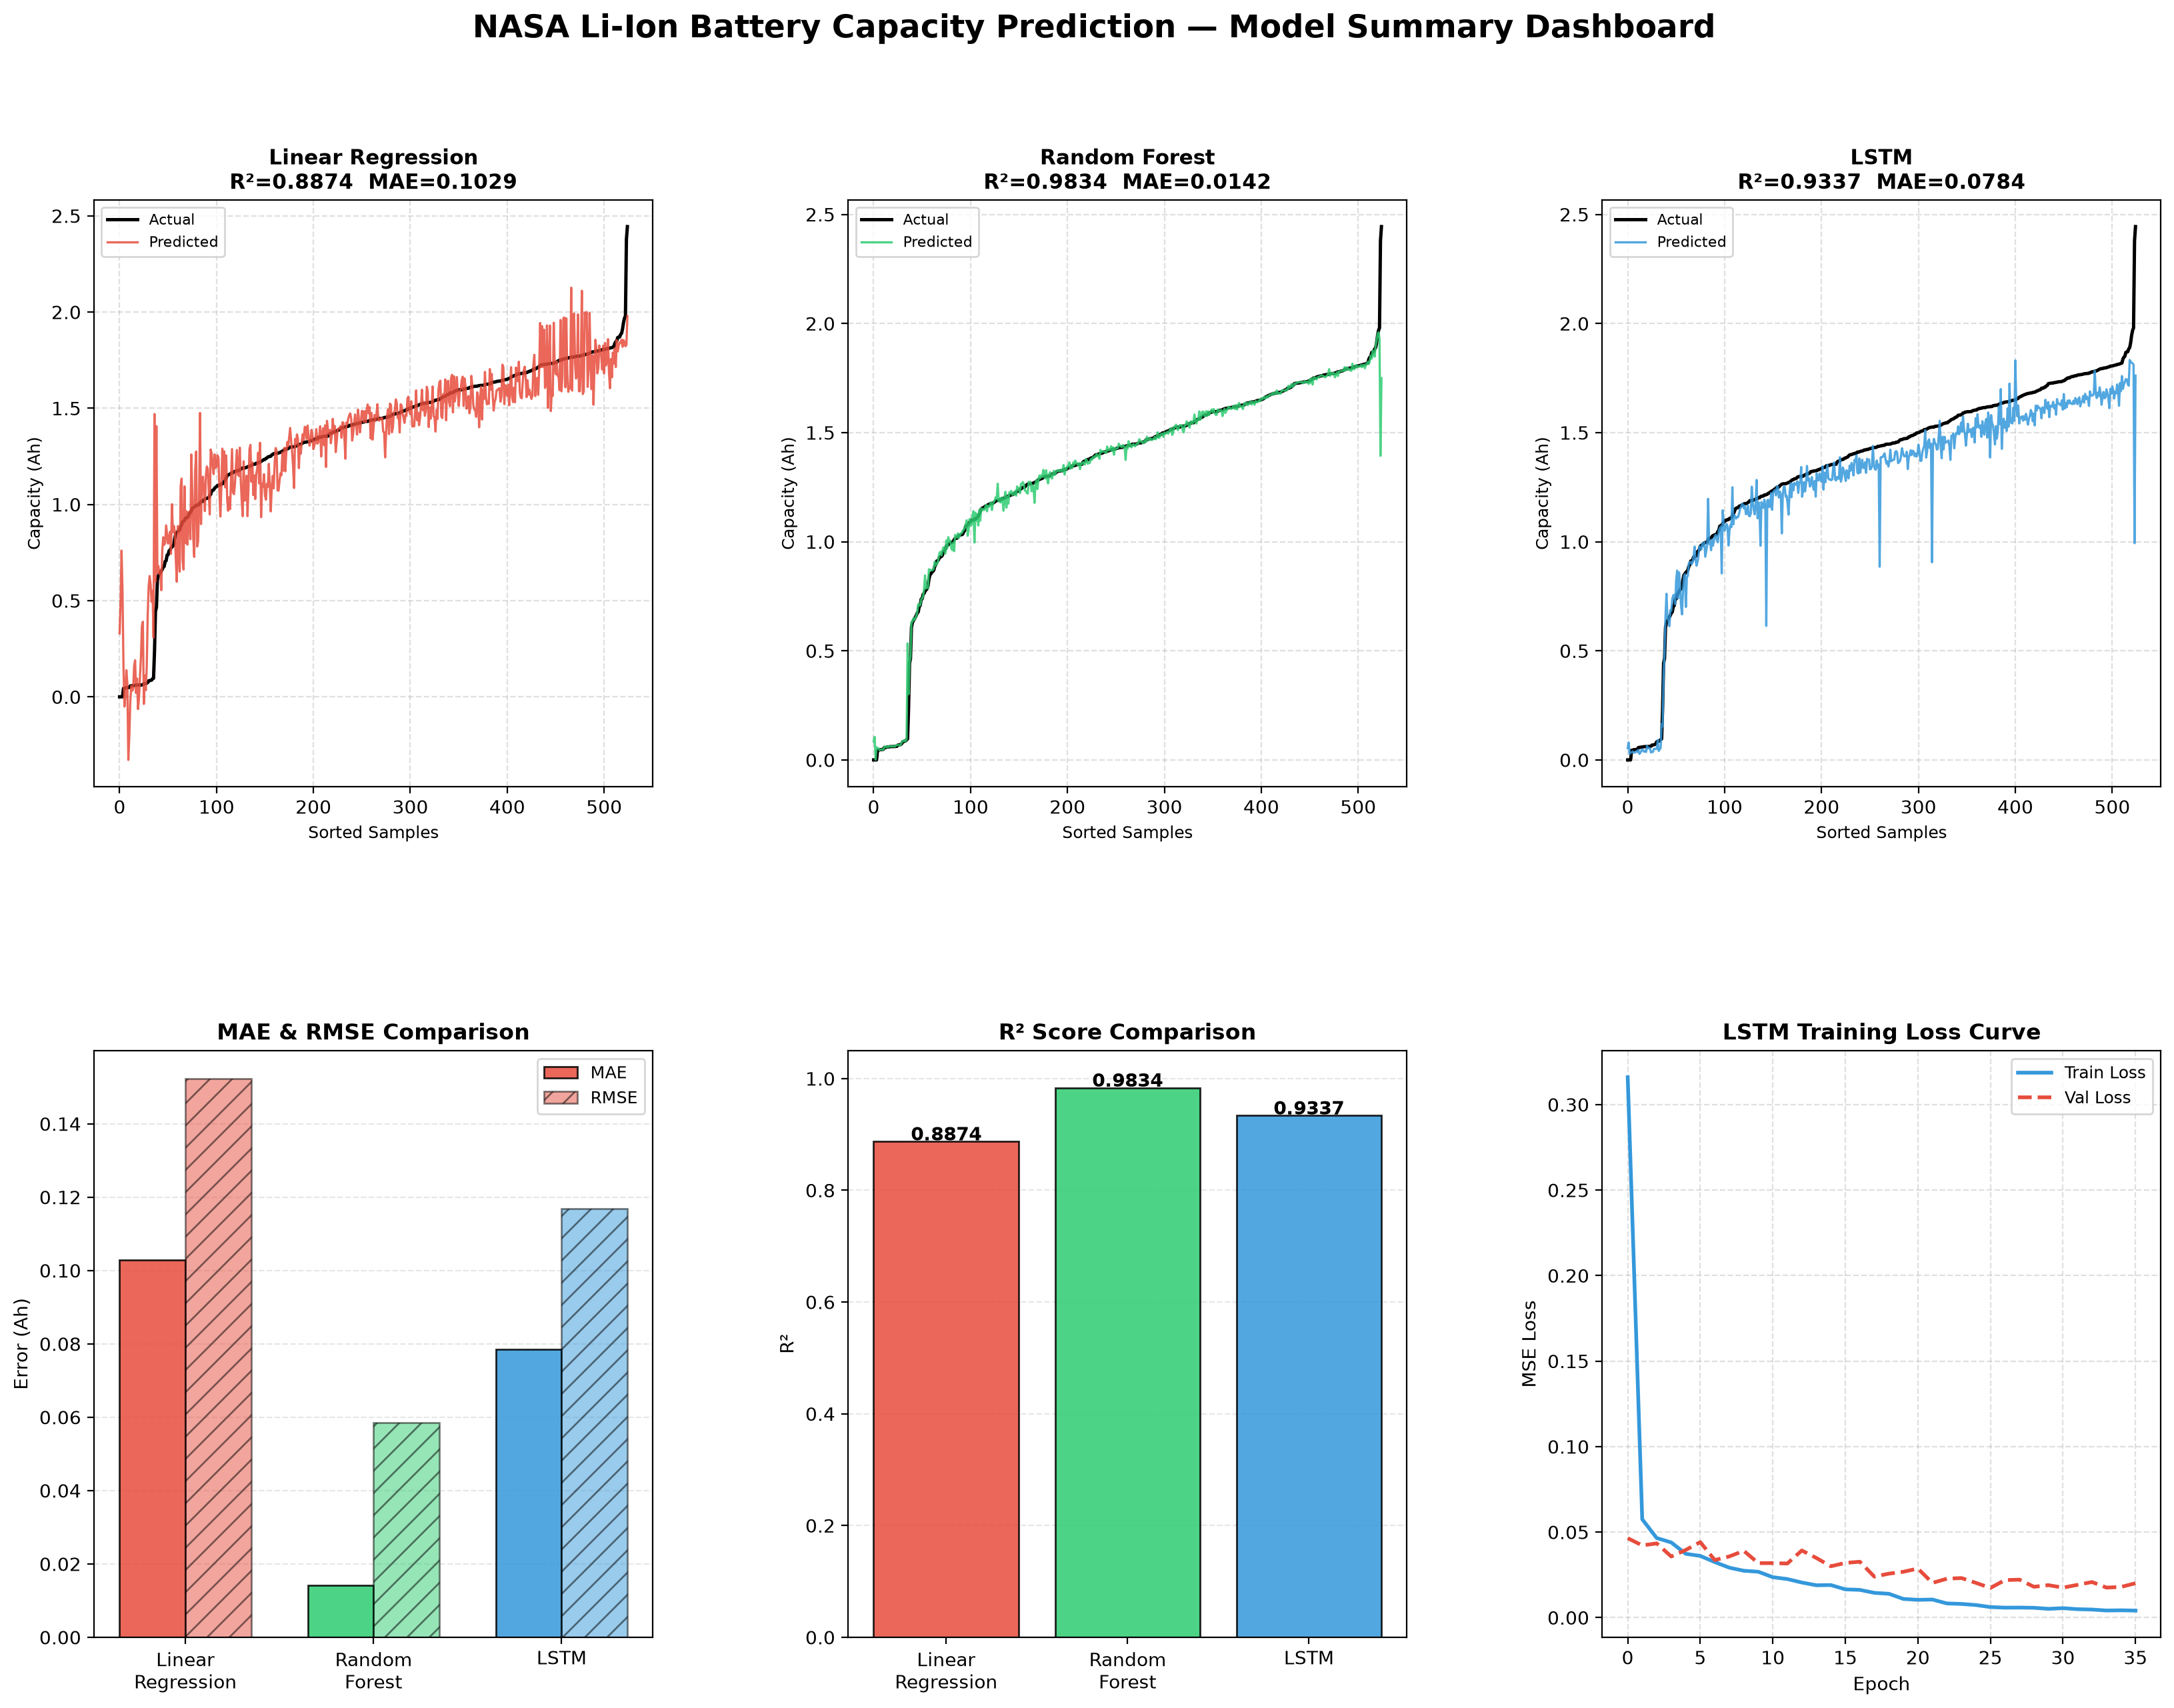 NASA Li-Ion Battery Capacity Prediction — Model Summary Dashboard
Linear Regression
R²=0.8874  MAE=0.1029
Actual
Predicted
Capacity (Ah)
2.5
2.0
1.5
1.0
0.5
0.0
0 100 200 300 400 500
Sorted Samples
Random Forest
R²=0.9834  MAE=0.0142
Actual
Predicted
Capacity (Ah)
2.5
2.0
1.5
1.0
0.5
0.0
0 100 200 300 400 500
Sorted Samples
LSTM
R²=0.9337  MAE=0.0784
Actual
Predicted
Capacity (Ah)
2.5
2.0
1.5
1.0
0.5
0.0
0 100 200 300 400 500
Sorted Samples
MAE & RMSE Comparison
MAE
RMSE
Error (Ah)
0.14
0.12
0.10
0.08
0.06
0.04
0.02
0.00
Linear Random LSTM
Regression Forest
R² Score Comparison
R²
1.0
0.8
0.6
0.4
0.2
0.0
0.8874
0.9834
0.9337
Linear Random LSTM
Regression Forest
LSTM Training Loss Curve
Train Loss
Val Loss
MSE Loss
0.30
0.25
0.20
0.15
0.10
0.05
0.00
0 5 10 15 20 25 30 35
Epoch